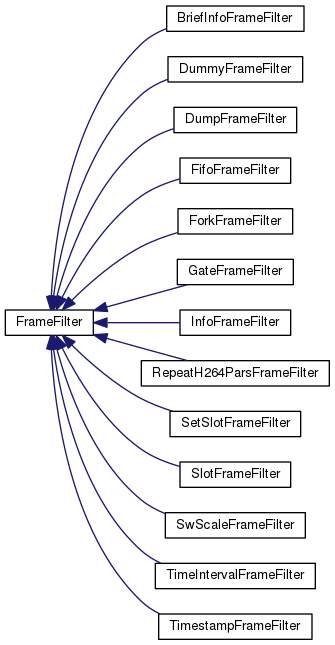 BriefInfoFrameFilter
DummyFrameFilter
DumpFrameFilter
FifoFrameFilter
ForkFrameFilter
GateFrameFilter
FrameFilter
InfoFrameFilter
RepeatH264ParsFrameFilter
SetSlotFrameFilter
SlotFrameFilter
SwScaleFrameFilter
TimeIntervalFrameFilter
TimestampFrameFilter